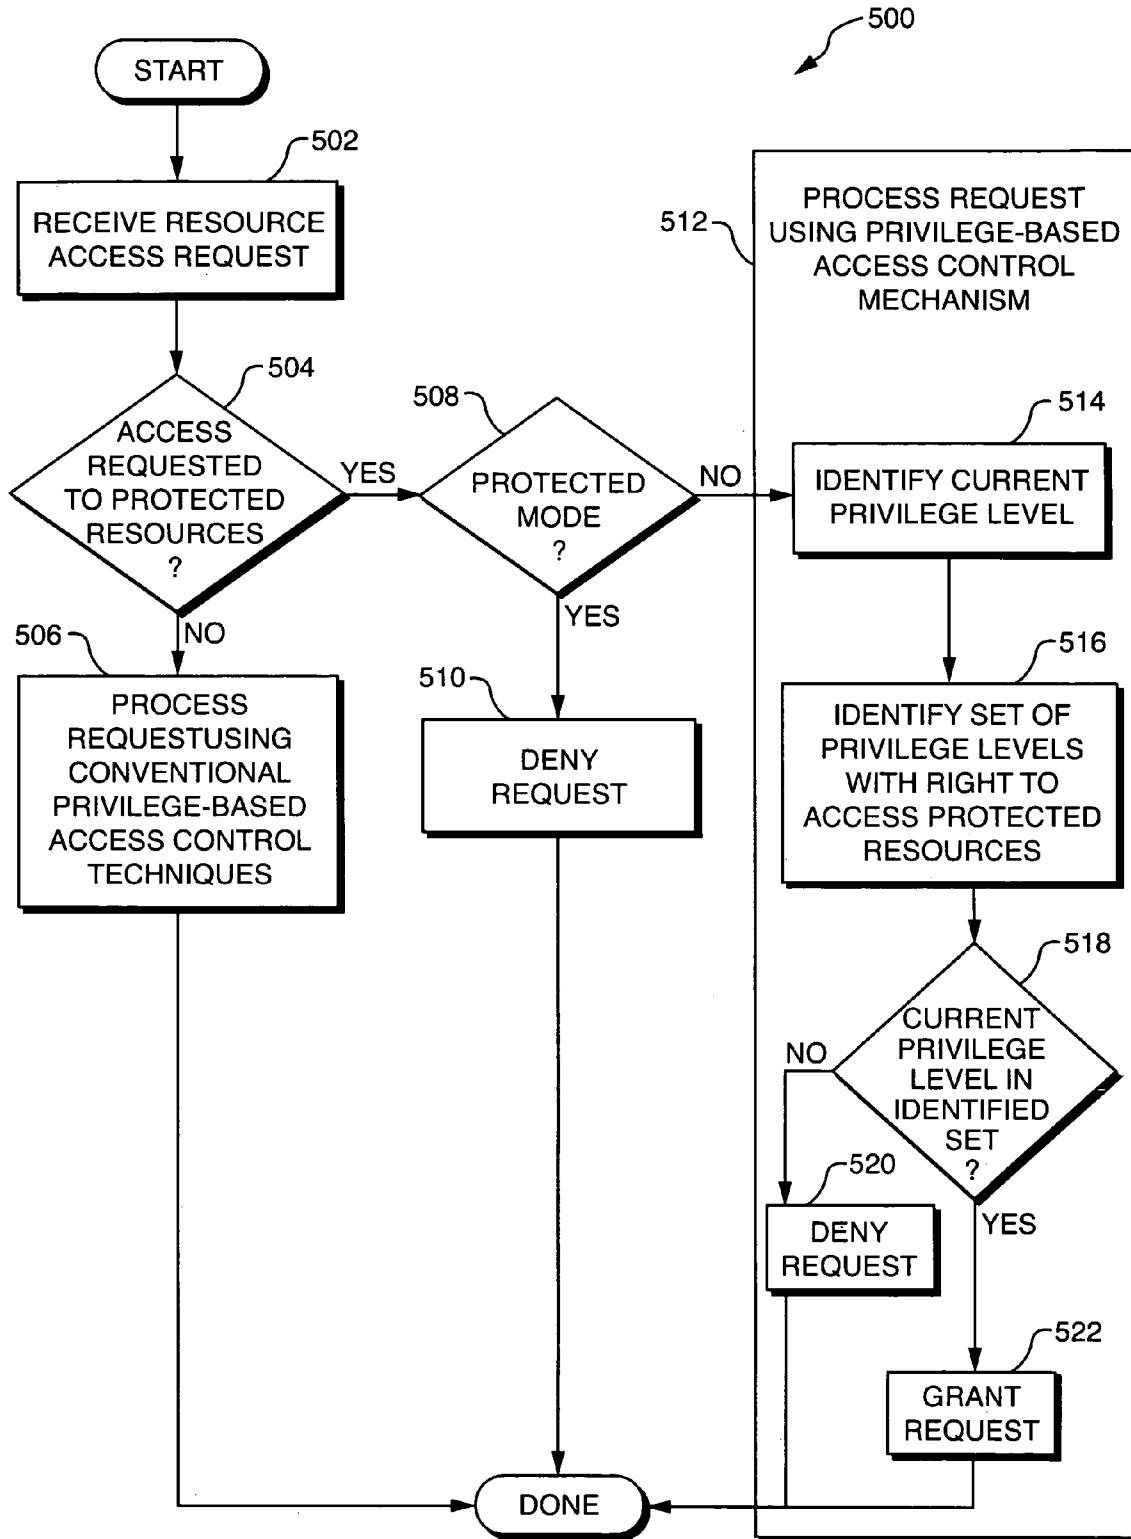 500
START
502
RECEIVE RESOURCE
ACCESS REQUEST
504
ACCESS
REQUESTED
TO PROTECTED
RESOURCES
?
YES
NO
506
PROCESS
REQUESTUSING
CONVENTIONAL
PRIVILEGE-BASED
ACCESS CONTROL
TECHNIQUES
508
PROTECTED
MODE
?
NO
YES
510
DENY
REQUEST
512
PROCESS REQUEST
USING PRIVILEGE-BASED
ACCESS CONTROL
MECHANISM
514
IDENTIFY CURRENT
PRIVILEGE LEVEL
516
IDENTIFY SET OF
PRIVILEGE LEVELS
WITH RIGHT TO
ACCESS PROTECTED
RESOURCES
518
CURRENT
PRIVILEGE
LEVEL IN
IDENTIFIED
SET
?
NO
YES
520
DENY
REQUEST
522
GRANT
REQUEST
DONE